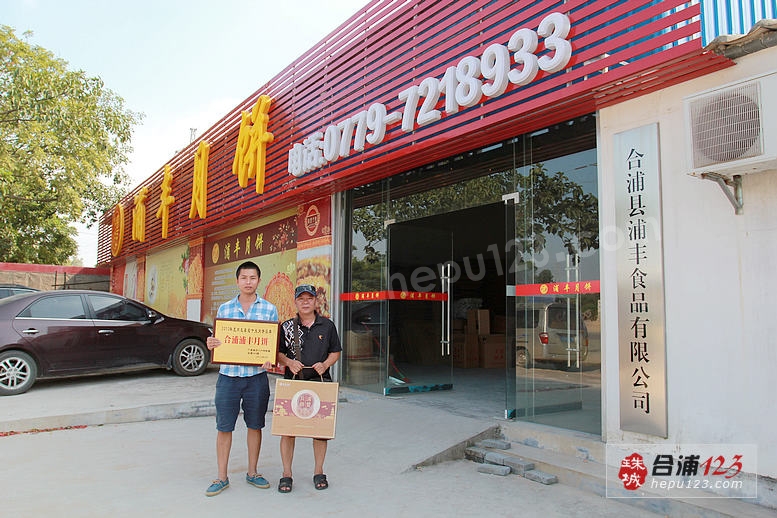 浦丰月饼
电话:0779-7218933
浦丰月饼
浦丰月饼
浦丰月饼
合浦县浦丰食品有限公司
合浦浦丰月饼
hepu123.com
珠城
合浦123
hepu123.com